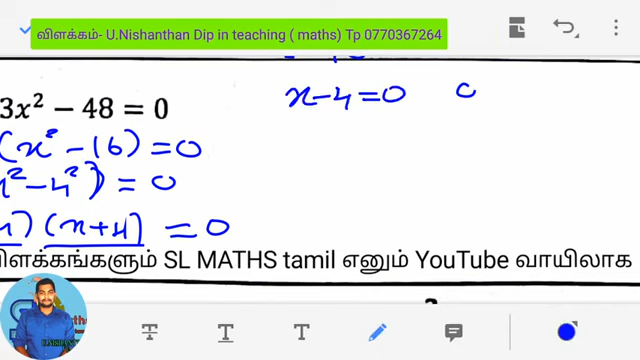 விளக்கம்- U.Nishanthan Dip in teaching ( maths) Tp 0770367264
x-4=0
3x² − 48 = 0
(x² -16) =0
x² -4²) =0
) (x+4) =0
விளக்கங்களும் SL MATHS tamil எனும் YouTube வாயிலாக
T T T